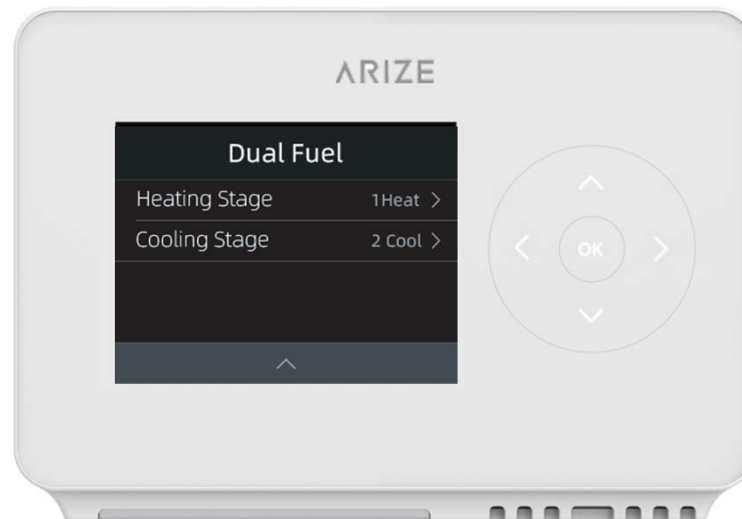 ARIZE
Dual Fuel
Heating Stage 1Heat >
Cooling Stage 2 Cool >
OK